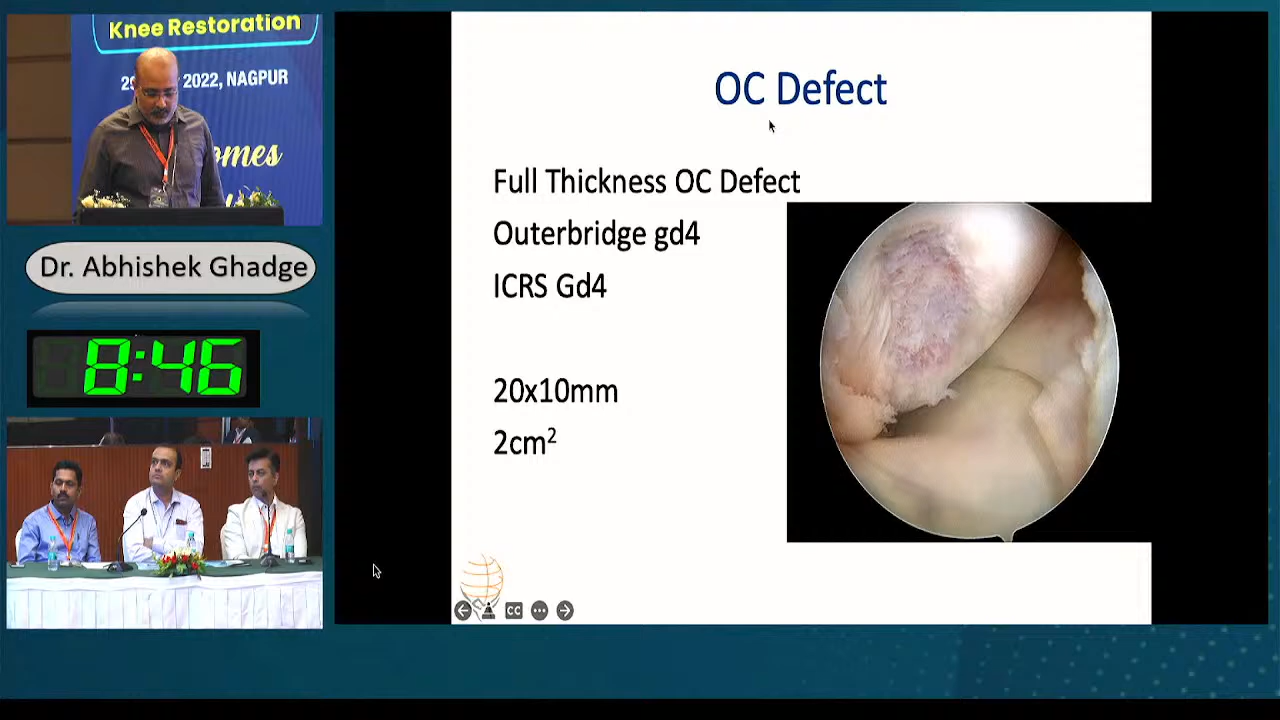 Knee Restoration
2022, NAGPUR
Dr. Abhishek Ghadge
8:46
OC Defect
Full Thickness OC Defect
Outerbridge gd4
ICRS Gd4
20x10mm
2cm²
CC